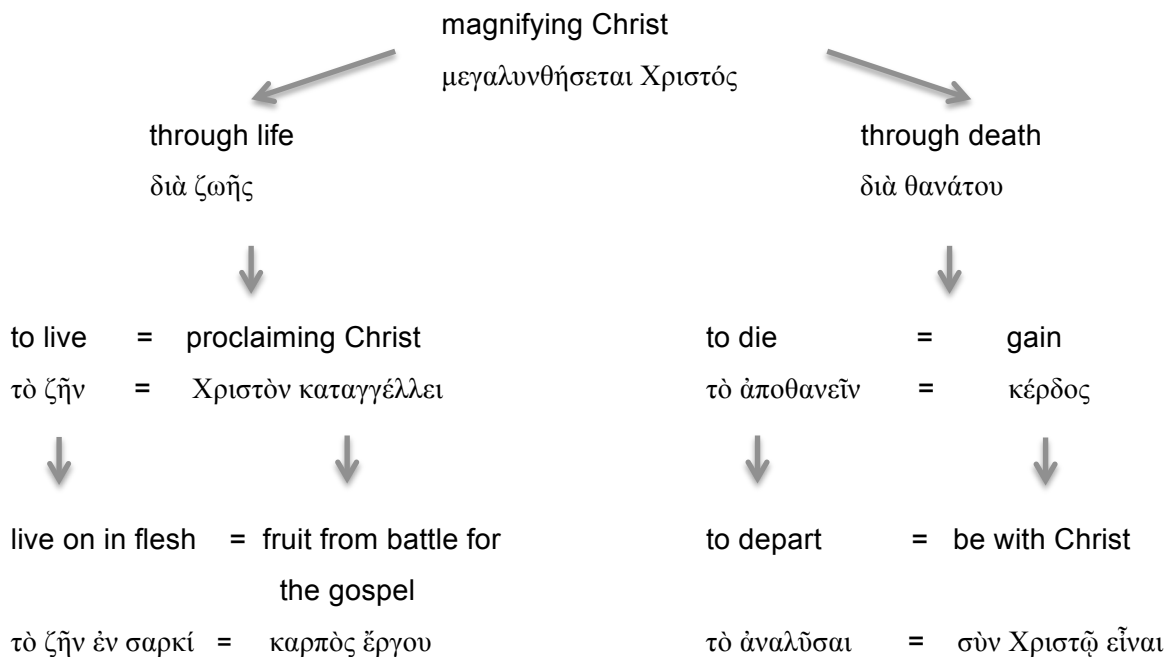 magnifying Christ
μεγαλυνθήσεται Χριστός
through life through death
διὰ ζωῆς διὰ θανάτου
to live = proclaiming Christ to die = gain
τὸ ζῆν = Χριστὸν καταγγέλλει τὸ ἀποθανεῖν = κέρδος
live on in flesh = fruit from battle for to depart = be with Christ
the gospel
τὸ ζῆν ἐν σαρκί = καρπὸς ἔργου τὸ ἀναλῦσαι = σὺν Χριστῷ εἶναι